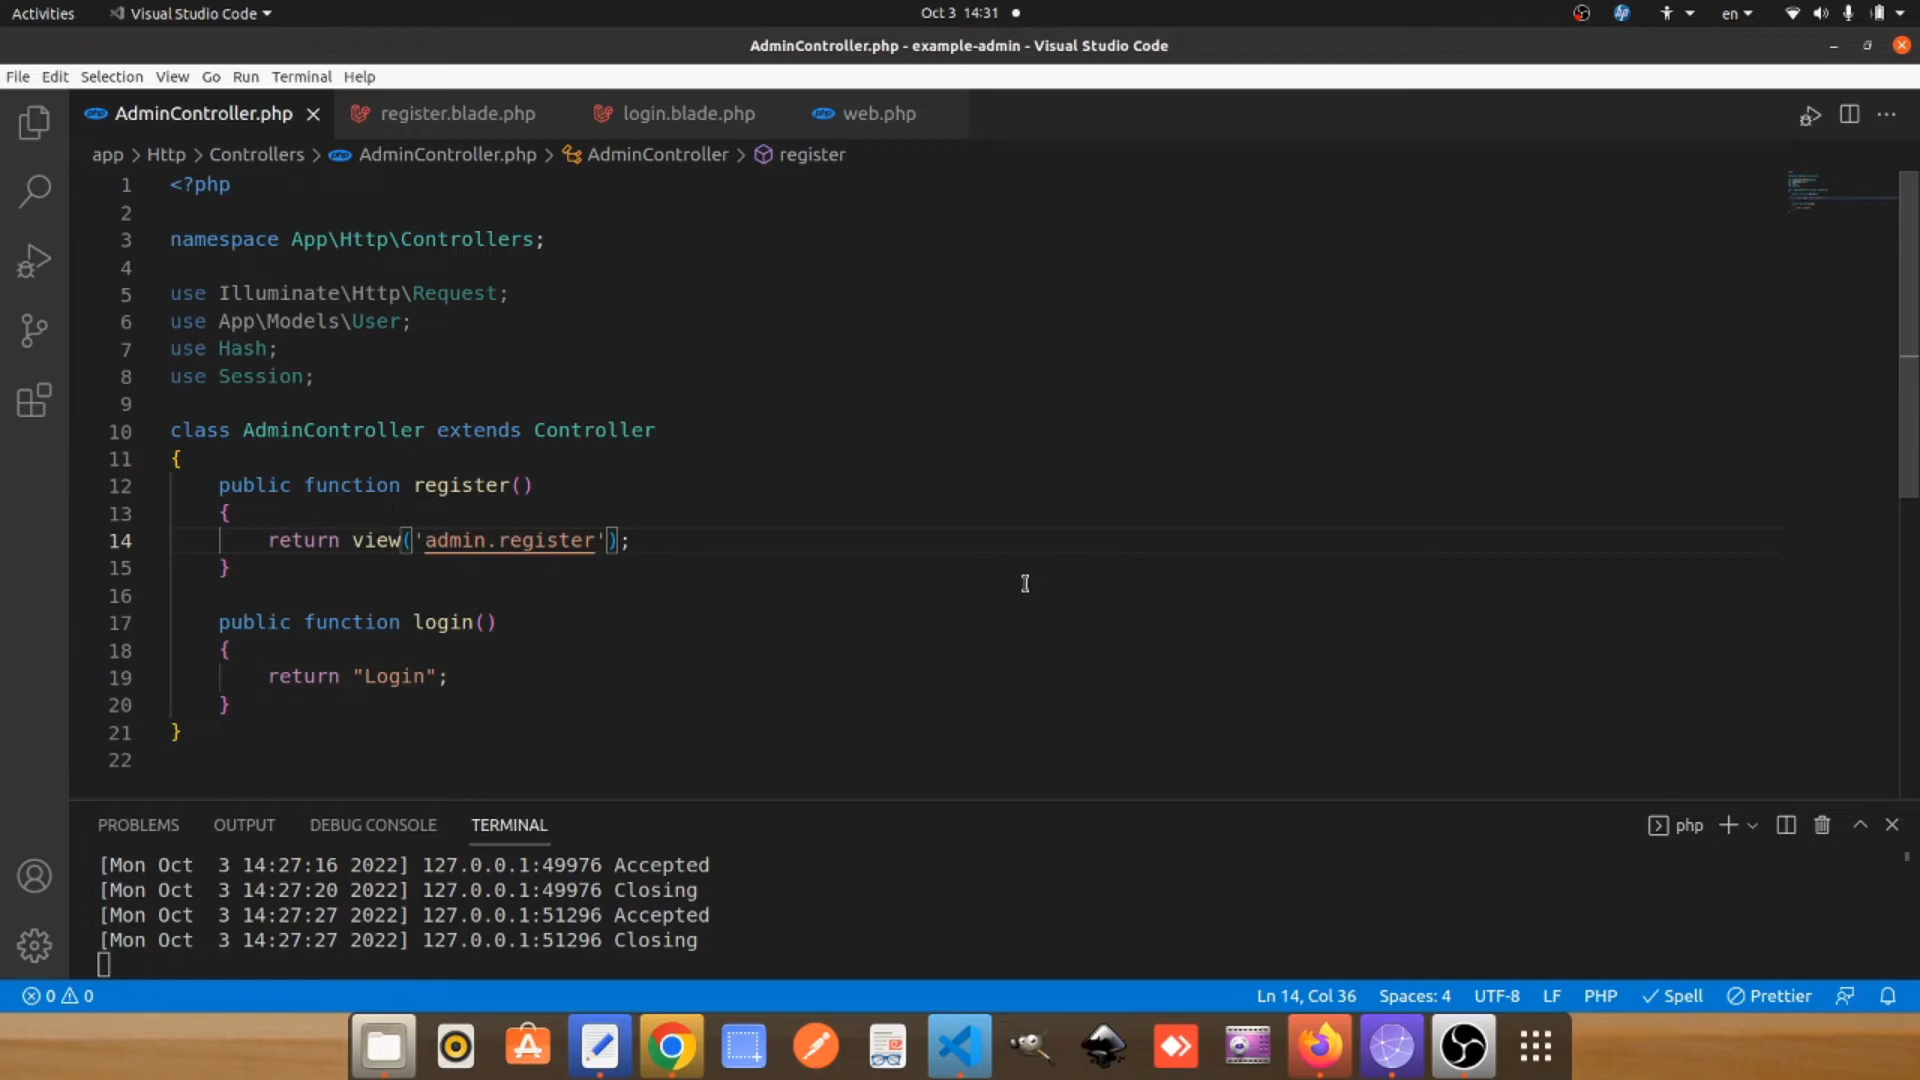 Activities Visual Studio Code Oct 3 14:31 en
AdminController.php - example-admin - Visual Studio Code
File Edit Selection View Go Run Terminal Help
AdminController.php register.blade.php login.blade.php web.php
app > Http > Controllers > AdminController.php > AdminController > register
1 <?php
2
3 namespace App\Http\Controllers;
4
5 use Illuminate\Http\Request;
6 use App\Models\User;
7 use Hash;
8 use Session;
9
10 class AdminController extends Controller
11 {
12 public function register()
13 {
14 return view('admin.register');
15 }
16
17 public function login()
18 {
19 return "Login";
20 }
21 }
22
PROBLEMS OUTPUT DEBUG CONSOLE TERMINAL php
[Mon Oct  3 14:27:16 2022] 127.0.0.1:49976 Accepted
[Mon Oct  3 14:27:20 2022] 127.0.0.1:49976 Closing
[Mon Oct  3 14:27:27 2022] 127.0.0.1:51296 Accepted
[Mon Oct  3 14:27:27 2022] 127.0.0.1:51296 Closing
0 0 Ln 14, Col 36 Spaces: 4 UTF-8 LF PHP Spell Prettier